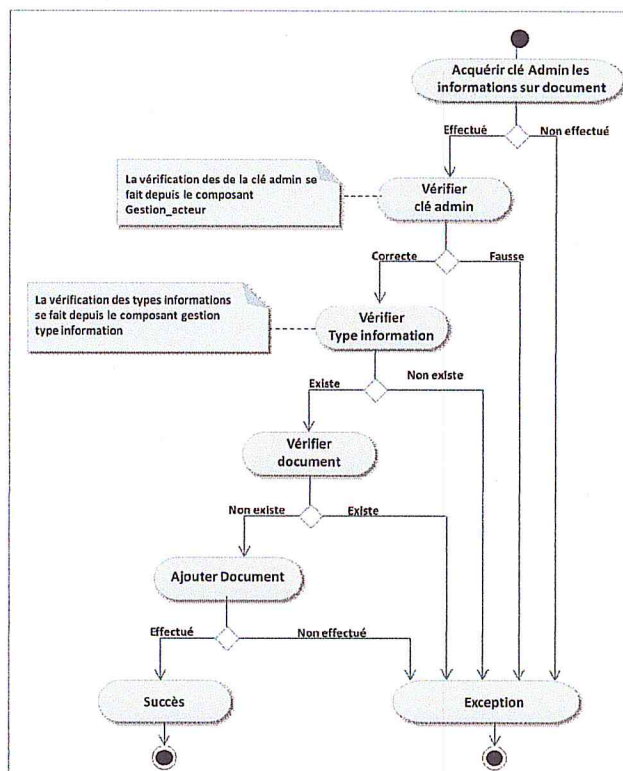 Acquérir clé Admin les
informations sur document
Effectué
Non effectué
La vérification des de la clé admin se
fait depuis le composant
Gestion_acteur
Vérifier
clé admin
Correcte
Fausse
La vérification des types informations
se fait depuis le composant gestion
type information
Vérifier
Type information
Existe
Non existe
Vérifier
document
Non existe
Existe
Ajouter Document
Effectué
Non effectué
Succès
Exception